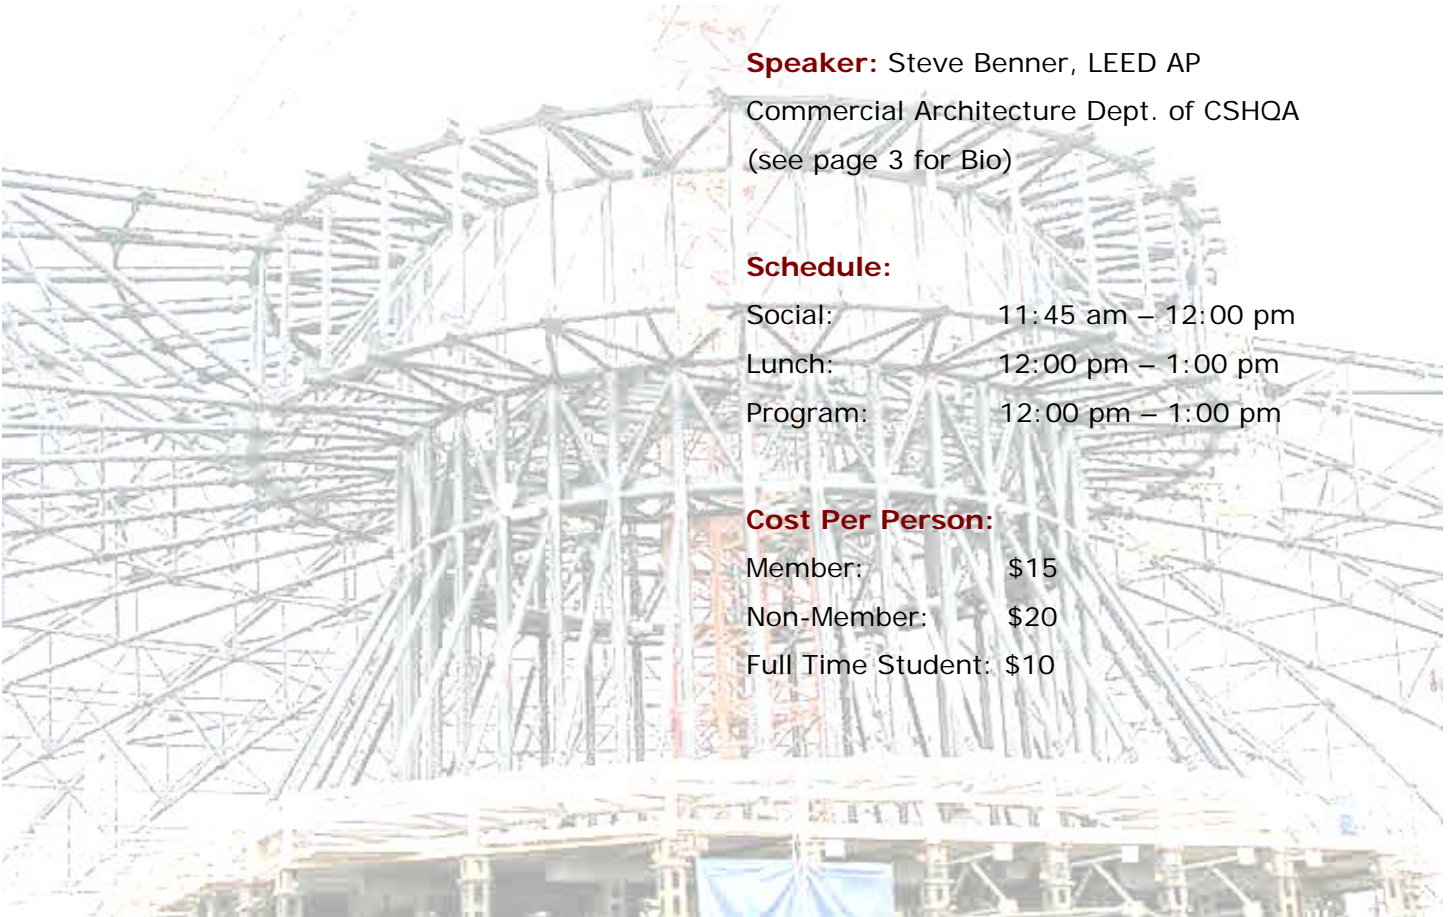 Speaker: Steve Benner, LEED AP
Commercial Architecture Dept. of CSHQA
(see page 3 for Bio)
Schedule:
Social: 11:45 am – 12:00 pm
Lunch: 12:00 pm – 1:00 pm
Program: 12:00 pm – 1:00 pm
Cost Per Person:
Member: $15
Non-Member: $20
Full Time Student: $10